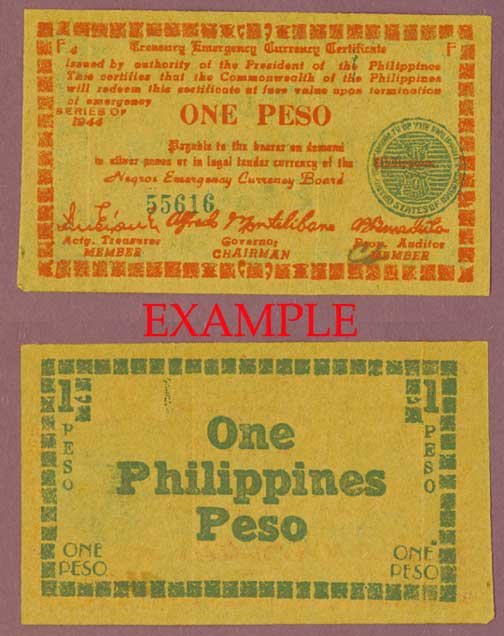 F 4 Treasury Emergency Currency Certificate F
Issued by authority of the President of the Philippines
This certifies that the Commonwealth of the Philippines
will redeem this certificate at face value upon termination
of emergency
SERIES OF
1944
ONE PESO
Payable to the bearer on demand
in silver pesos or in legal tender currency of the
Philippines
Negros Emergency Currency Board
55616
Alfredo Montelibano
Actg. Treasurer Governor Prov. Auditor
MEMBER CHAIRMAN MEMBER
EXAMPLE
1 1
PESO PESO
One
Philippines
Peso
ONE ONE
PESO PESO